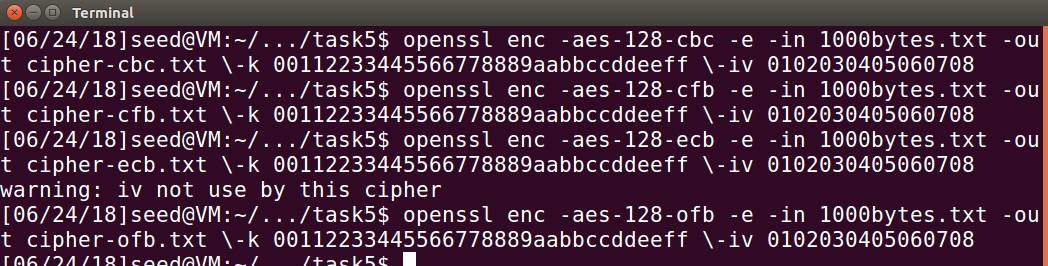 Terminal
[06/24/18]seed@VM:~/.../task5$ openssl enc -aes-128-cbc -e -in 1000bytes.txt -ou
t cipher-cbc.txt \-k 00112233445566778889aabbccddeeff \-iv 0102030405060708
[06/24/18]seed@VM:~/.../task5$ openssl enc -aes-128-cfb -e -in 1000bytes.txt -ou
t cipher-cfb.txt \-k 00112233445566778889aabbccddeeff \-iv 0102030405060708
[06/24/18]seed@VM:~/.../task5$ openssl enc -aes-128-ecb -e -in 1000bytes.txt -ou
t cipher-ecb.txt \-k 00112233445566778889aabbccddeeff \-iv 0102030405060708
warning: iv not use by this cipher
[06/24/18]seed@VM:~/.../task5$ openssl enc -aes-128-ofb -e -in 1000bytes.txt -ou
t cipher-ofb.txt \-k 00112233445566778889aabbccddeeff \-iv 0102030405060708
[06/24/18]seed@VM:~/.../task5$